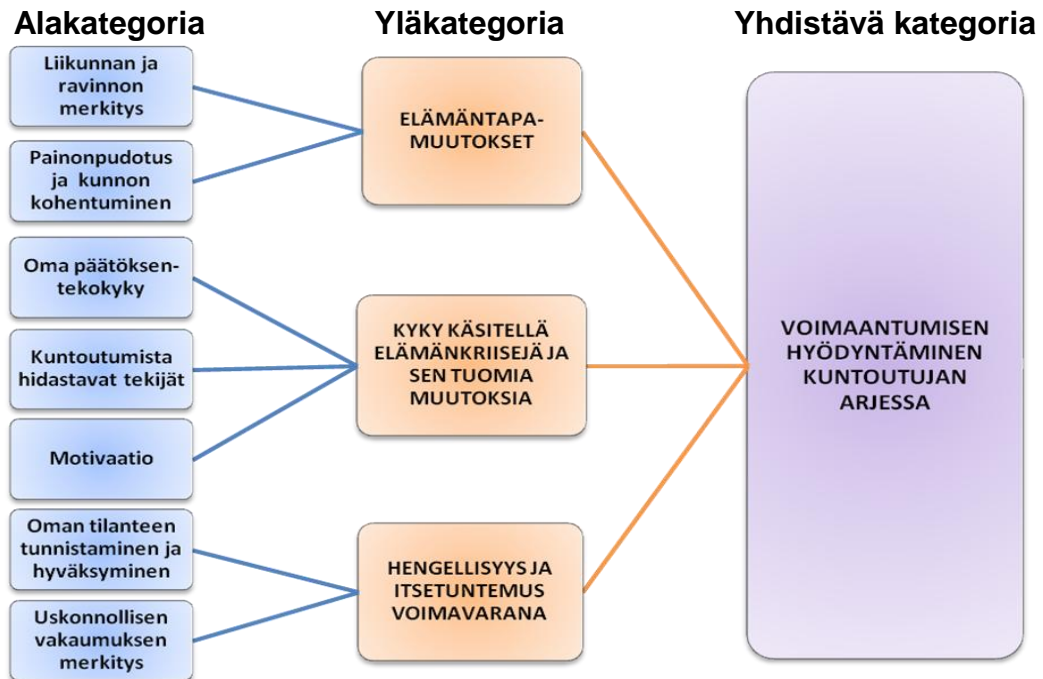 Alakategoria
Yläkategoria
Yhdistävä kategoria
Liikunnan ja
ravinnon
merkitys
Painonpudotus
ja kunnon
kohentuminen
Oma päätöksen-
tekokyky
Kuntoutumista
hidastavat tekijät
Motivaatio
Oman tilanteen
tunnistaminen ja
hyväksyminen
Uskonnollisen
vakaumuksen
merkitys
ELÄMÄNTAPA-
MUUTOKSET
KYKY KÄSITELLÄ
ELÄMÄNKRIISEJÄ JA
SEN TUOMIA
MUUTOKSIA
HENGELLISYYS JA
ITSETUNTEMUS
VOIMAVARANA
VOIMAANTUMISEN
HYÖDYNTÄMINEN
KUNTOUTUJAN
ARJESSA